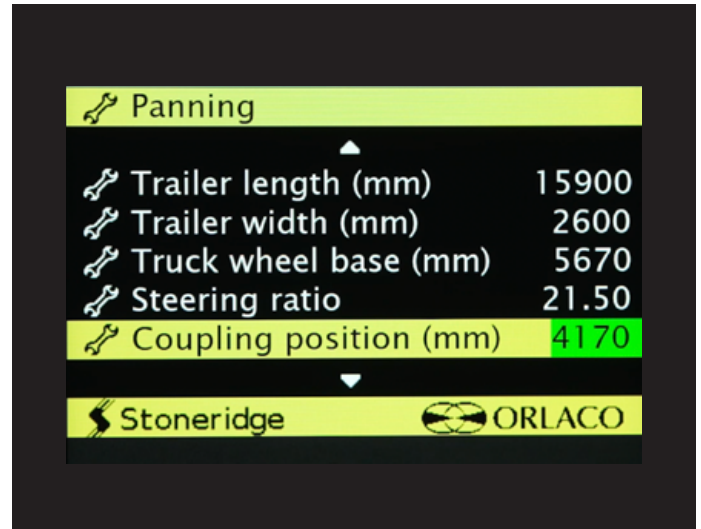 Panning
Trailer length (mm) 15900
Trailer width (mm) 2600
Truck wheel base (mm) 5670
Steering ratio 21.50
Coupling position (mm) 4170
Stoneridge ORLACO